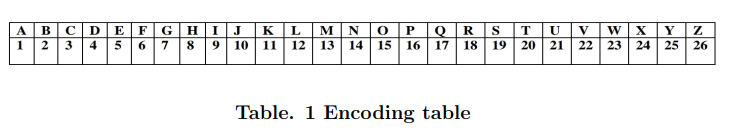 A B C D E F G H I J K L M N O P Q R S T U V W X Y Z
1 2 3 4 5 6 7 8 9 10 11 12 13 14 15 16 17 18 19 20 21 22 23 24 25 26
Table. 1 Encoding table